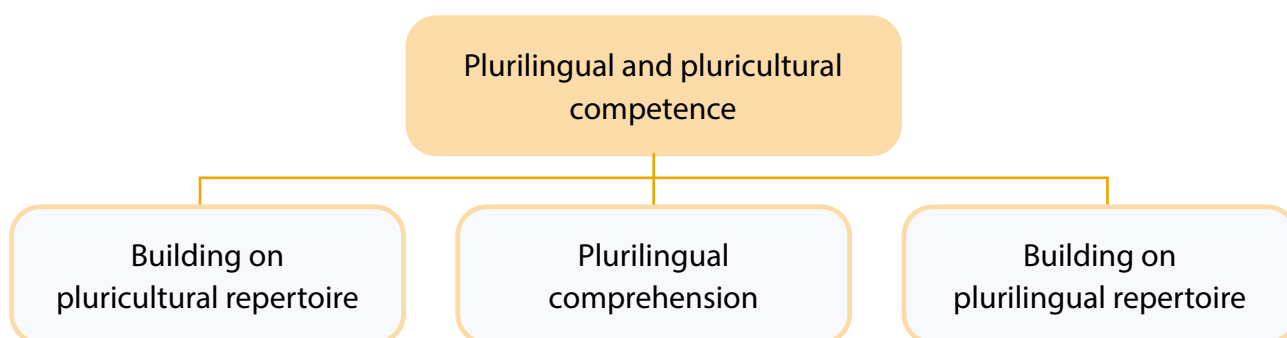 Plurilingual and pluricultural
competence
Building on
pluricultural repertoire
Plurilingual
comprehension
Building on
plurilingual repertoire